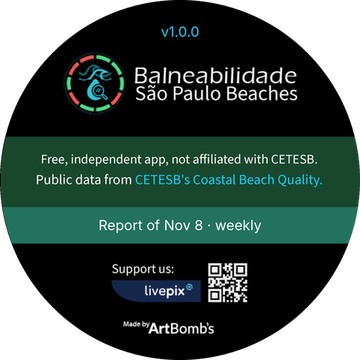 v1.0.0
Balneabilidade
São Paulo Beaches
Free, independent app, not affiliated with CETESB.
Public data from CETESB's Coastal Beach Quality.
Report of Nov 8 · weekly
Support us:
livepix
Made by ArtBomb's